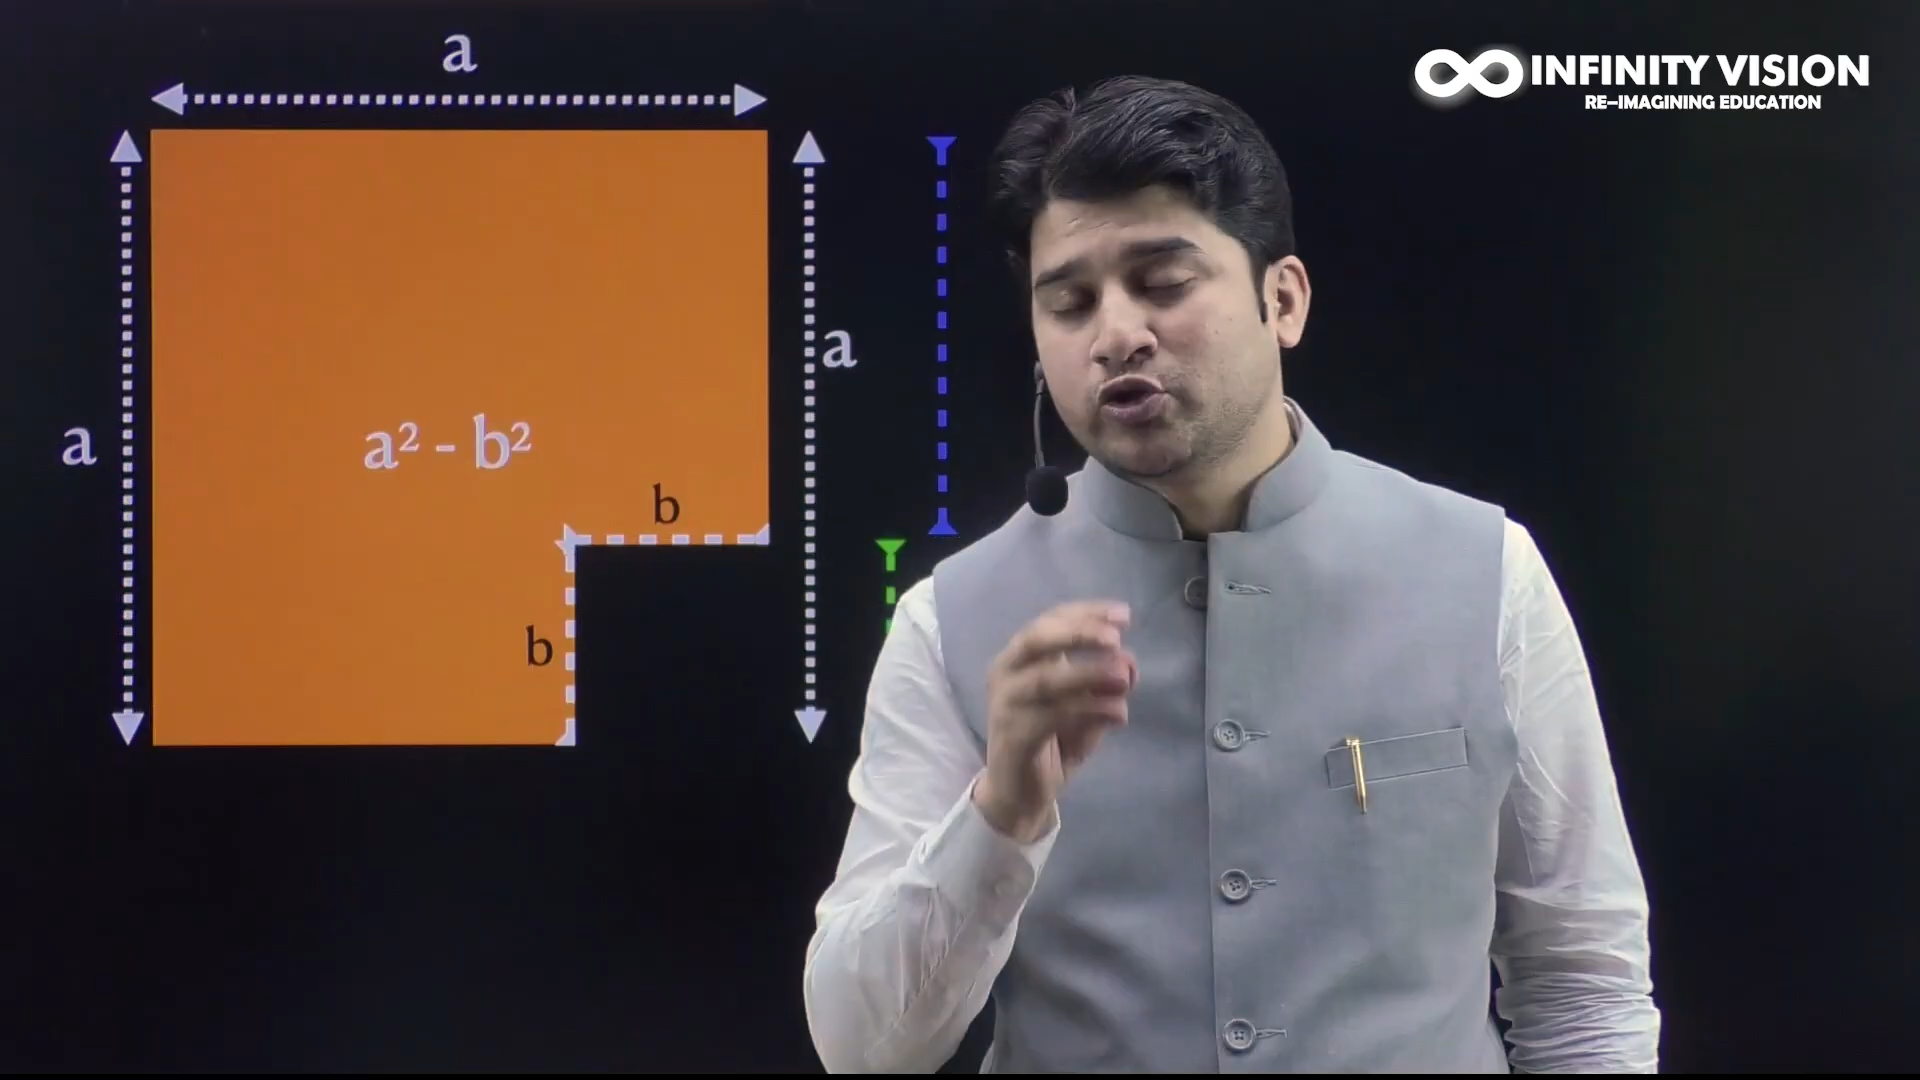 a
INFINITY VISION
RE-IMAGINING EDUCATION
a
a
a² - b²
b
b